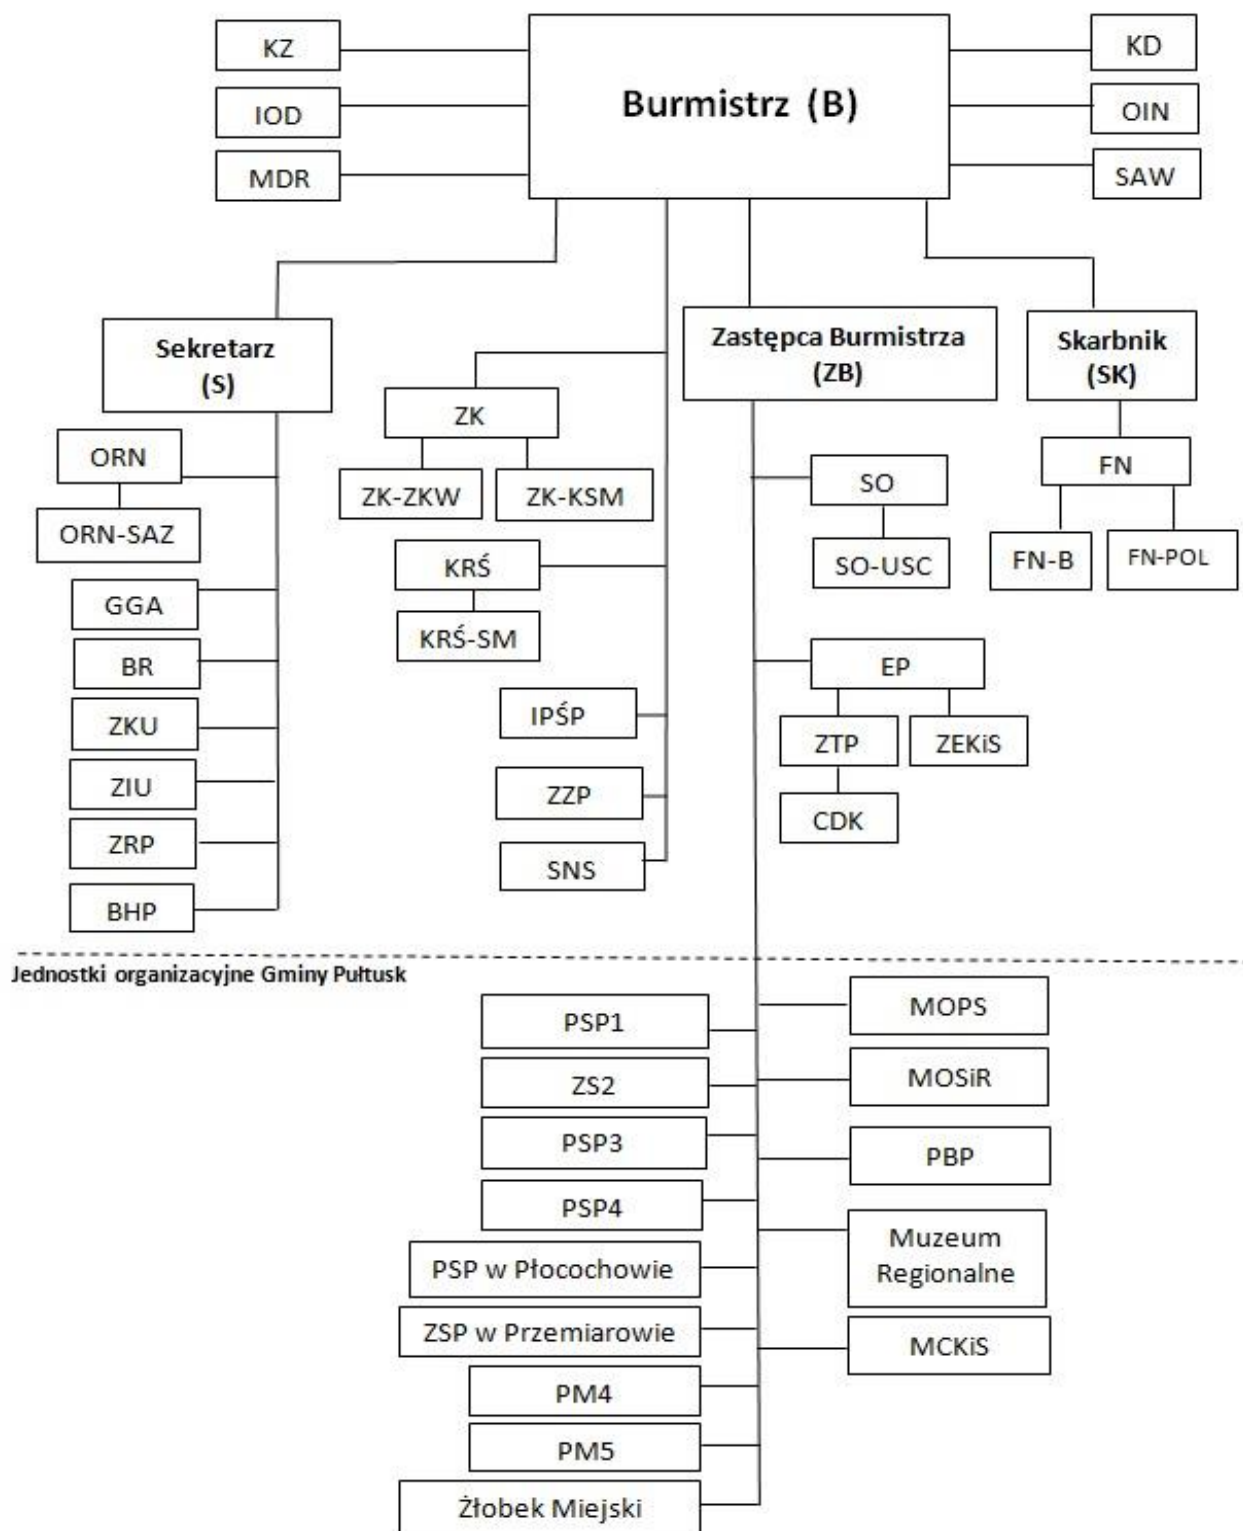 KZ
IOD
MDR
Burmistrz (B)
KD
OIN
SAW
Sekretarz
(S)
Zastępca Burmistrza
(ZB)
Skarbnik
(SK)
ORN
ORN-SAZ
GGA
BR
ZKU
ZIU
ZRP
BHP
ZK
ZK-ZKW
ZK-KSM
KRŚ
KRŚ-SM
IPŚP
ZZP
SNS
SO
SO-USC
EP
ZTP
ZEKiS
CDK
FN
FN-B
FN-POL
Jednostki organizacyjne Gminy Pułtusk
PSP1
ZS2
PSP3
PSP4
PSP w Płocochowie
ZSP w Przemiarowie
PM4
PM5
Żłobek Miejski
MOPS
MOSiR
PBP
Muzeum
Regionalne
MCKiS